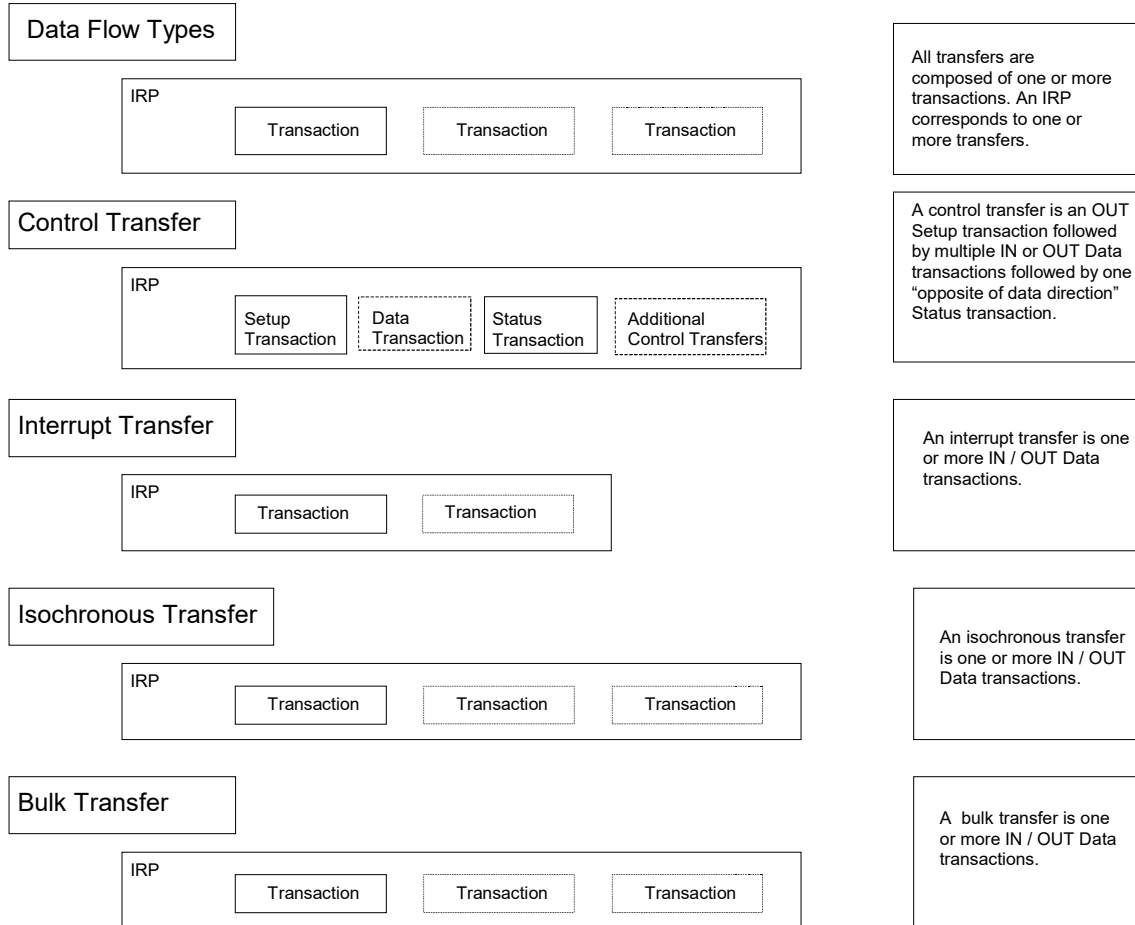 Data Flow Types
IRP
Transaction
Transaction
Transaction
All transfers are
composed of one or more
transactions. An IRP
corresponds to one or
more transfers.
Control Transfer
IRP
Setup
Transaction
Data
Transaction
Status
Transaction
Additional
Control Transfers
A control transfer is an OUT
Setup transaction followed
by multiple IN or OUT Data
transactions followed by one
“opposite of data direction”
Status transaction.
Interrupt Transfer
IRP
Transaction
Transaction
An interrupt transfer is one
or more IN / OUT Data
transactions.
Isochronous Transfer
IRP
Transaction
Transaction
Transaction
An isochronous transfer
is one or more IN / OUT
Data transactions.
Bulk Transfer
IRP
Transaction
Transaction
Transaction
A bulk transfer is one
or more IN / OUT Data
transactions.